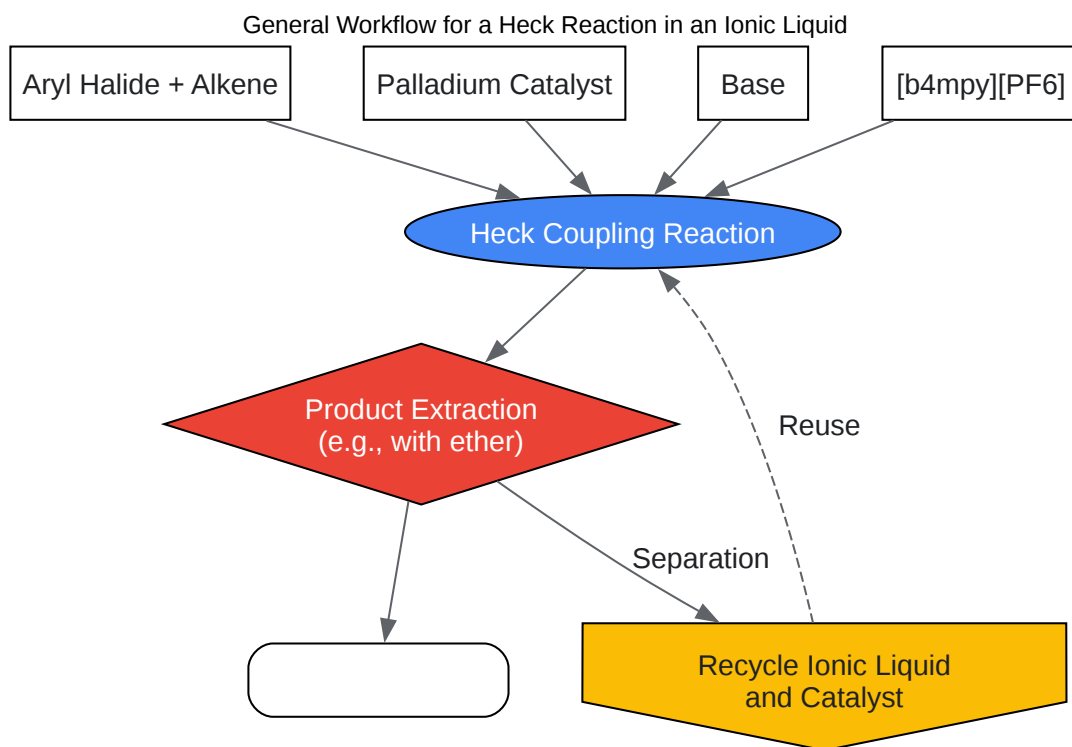 General Workflow for a Heck Reaction in an Ionic Liquid
Aryl Halide + Alkene
Palladium Catalyst
Base
[b4mpy][PF6]
Heck Coupling Reaction
Product Extraction
(e.g., with ether)
Reuse
Separation
Recycle Ionic Liquid
and Catalyst